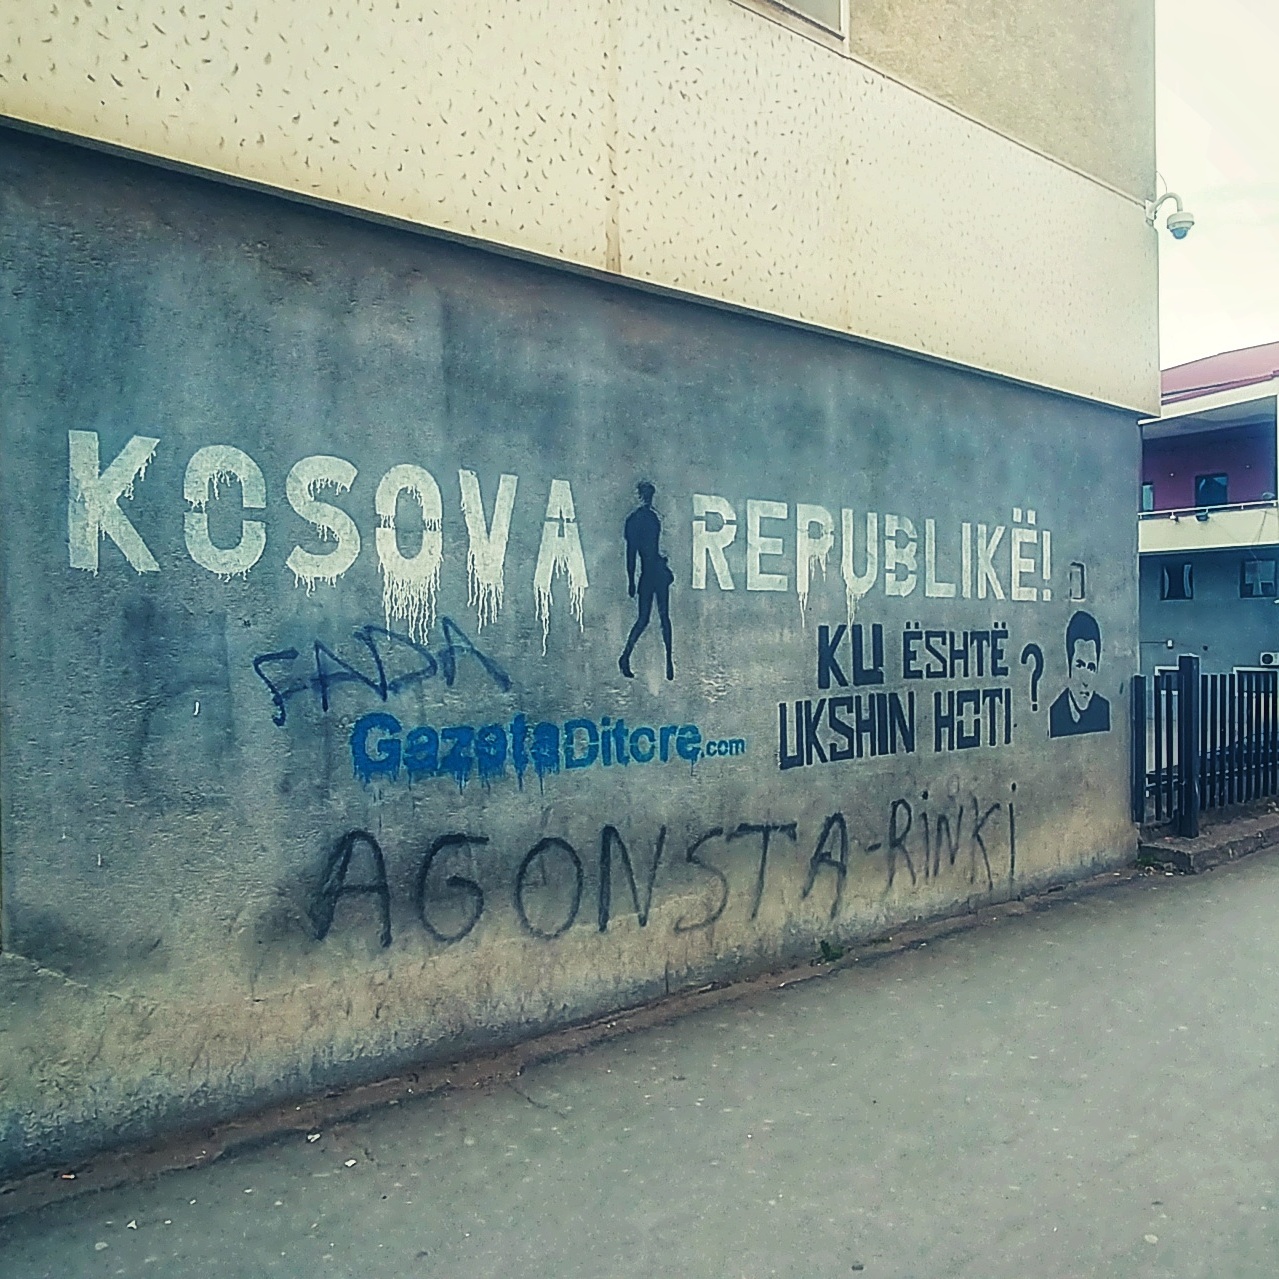 KOSOVA REPUBLIKË!
FADA
KU ËSHTË
UKSHIN HOTI ?
GazetaDitore.com
AGONSTA-RiNKi